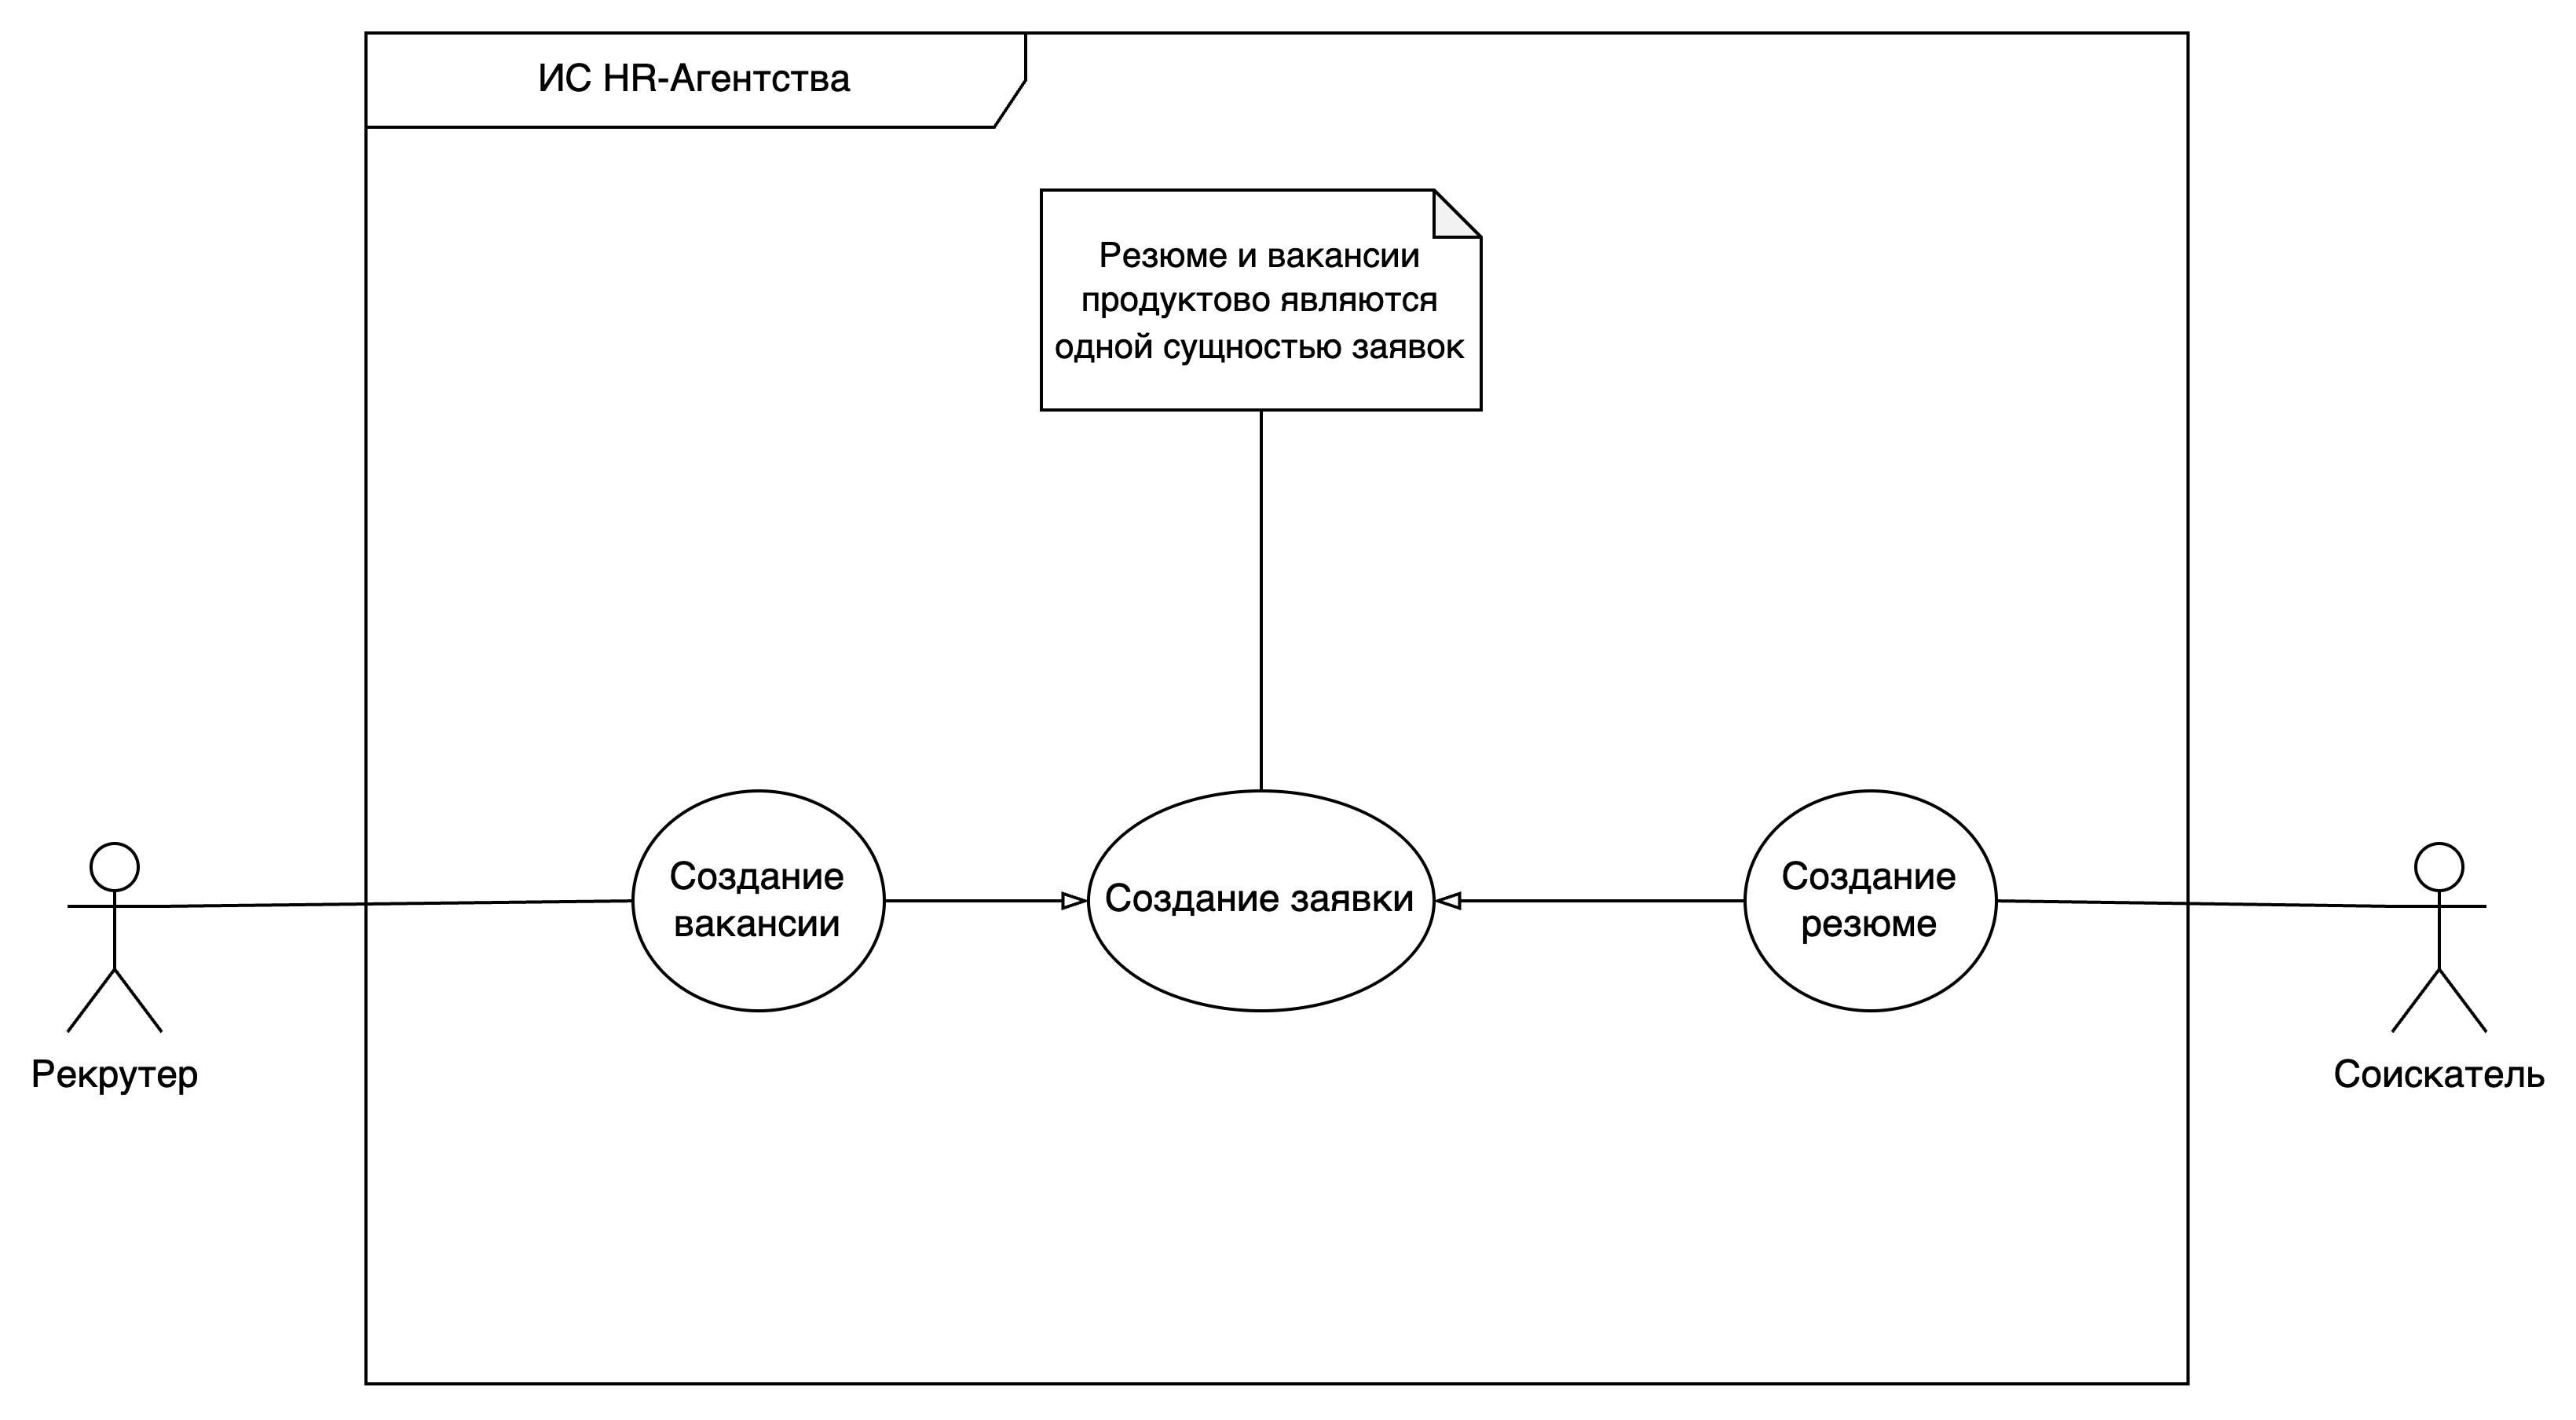 ИС HR-Агентства
Резюме и вакансии
продуктово являются
одной сущностью заявок
Создание
вакансии
Создание заявки
Создание
резюме
Рекрутер
Соискатель